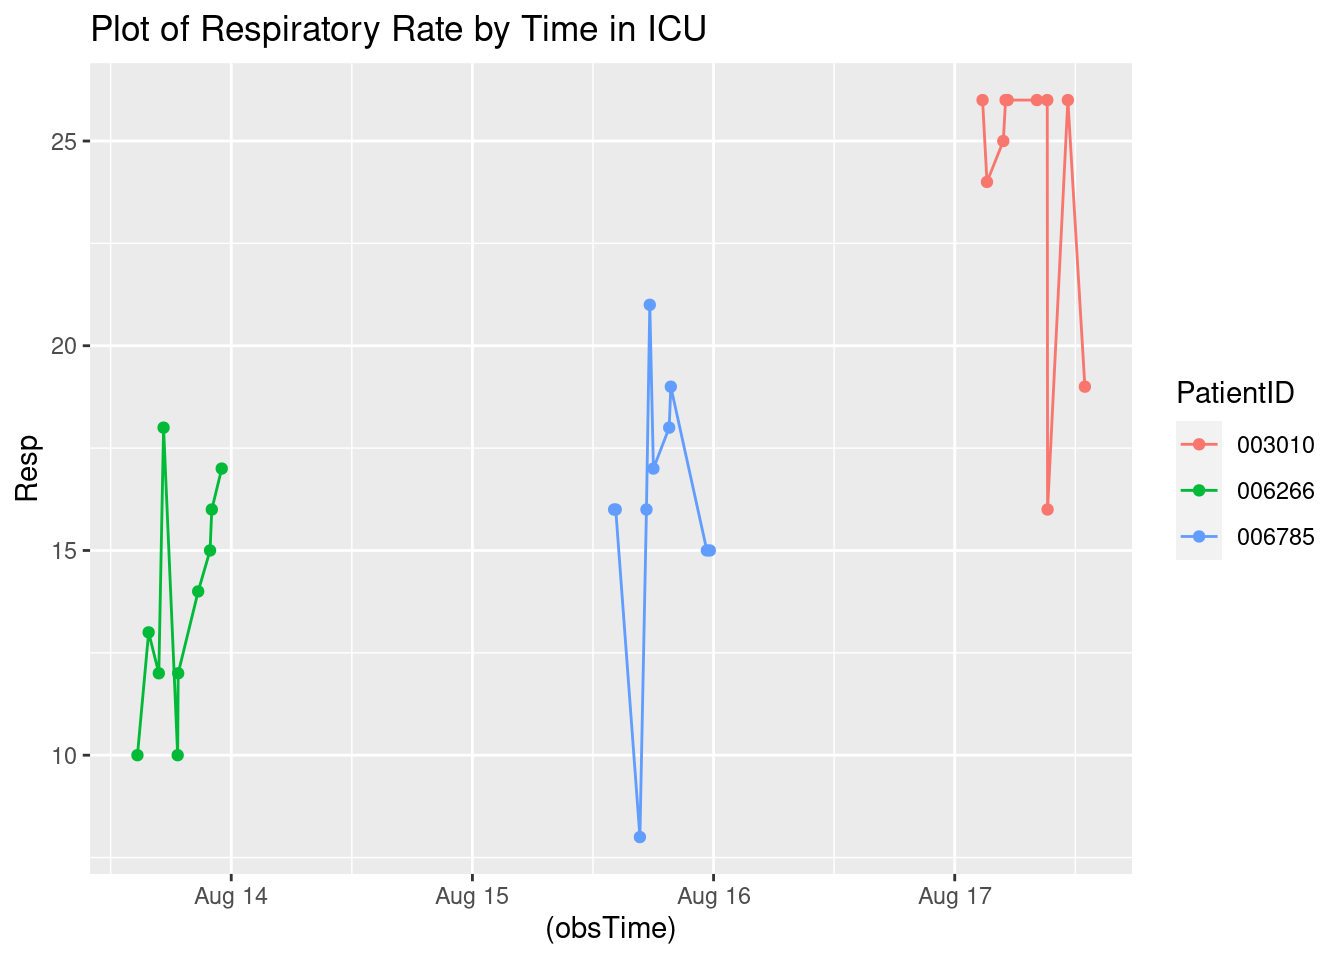 Plot of Respiratory Rate by Time in ICU
25
20
15
10
Resp
Aug 14
Aug 15
Aug 16
Aug 17
(obsTime)
PatientID
003010
006266
006785